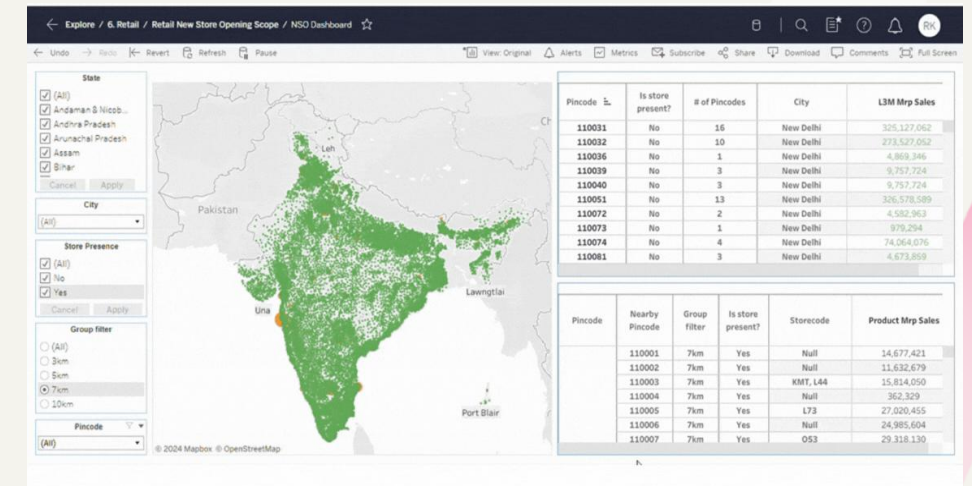 Explore / 6. Retail / Retail New Store Opening Scope / NSO Dashboard
RK
Undo Redo Revert Refresh Pause View: Original Alerts Metrics Subscribe Share Download Comments Full Screen
State
(All)
Andaman & Nicob...
Andhra Pradesh
Arunachal Pradesh
Assam
Bihar
Cancel Apply
City
(All)
Store Presence
(All)
No
Yes
Cancel Apply
Group filter
(All)
3km
5km
7km
10km
Pincode
(All)
Leh
Ch
Pakistan
Una
Lawngtlai
Port Blair
© 2024 Mapbox © OpenStreetMap
Pincode Is store present? # of Pincodes City L3M Mrp Sales
110031 No 16 New Delhi 325,127,062
110032 No 10 New Delhi 273,527,052
110036 No 1 New Delhi 4,869,346
110039 No 3 New Delhi 9,757,724
110040 No 3 New Delhi 9,757,724
110051 No 13 New Delhi 326,578,589
110072 No 2 New Delhi 4,582,963
110073 No 1 New Delhi 979,294
110074 No 4 New Delhi 74,064,076
110081 No 3 New Delhi 4,673,859
Pincode Nearby Pincode Group filter Is store present? Storecode Product Mrp Sales
110001 7km Yes Null 14,677,421
110002 7km Yes Null 11,632,679
110003 7km Yes KMT, L44 15,814,050
110004 7km Yes Null 362,329
110005 7km Yes L73 27,020,455
110006 7km Yes Null 24,985,604
110007 7km Yes OS3 29,318,130